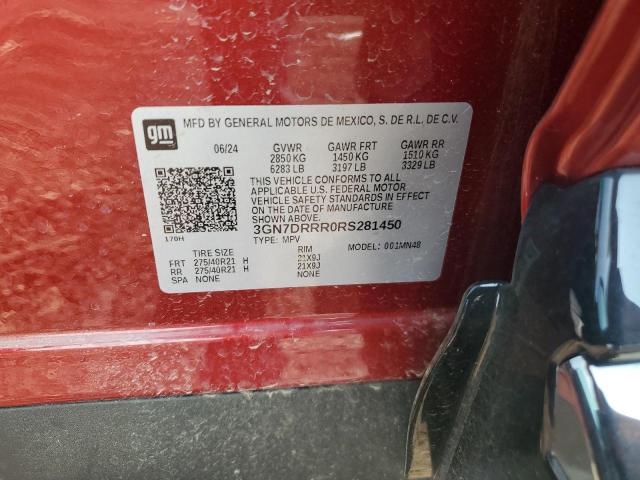 gm
MFD BY GENERAL MOTORS DE MEXICO, S. DE R.L. DE C.V.
06/24 GVWR GAWR FRT GAWR RR
2850 KG 1450 KG 1510 KG
6283 LB 3197 LB 3329 LB
THIS VEHICLE CONFORMS TO ALL
APPLICABLE U.S. FEDERAL MOTOR
VEHICLE SAFETY STANDARDS IN EFFECT
ON THE DATE OF MANUFACTURE
SHOWN ABOVE.
3GN7DRRR0RS281450
170H TYPE: MPV MODEL: 001MN48
TIRE SIZE RIM
FRT 275/40R21 H 21X9J
RR 275/40R21 H 21X9J
SPA NONE NONE